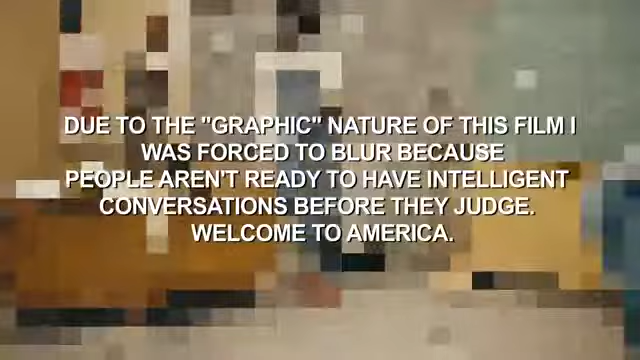 DUE TO THE "GRAPHIC" NATURE OF THIS FILM I
WAS FORCED TO BLUR BECAUSE
PEOPLE AREN'T READY TO HAVE INTELLIGENT
CONVERSATIONS BEFORE THEY JUDGE.
WELCOME TO AMERICA.